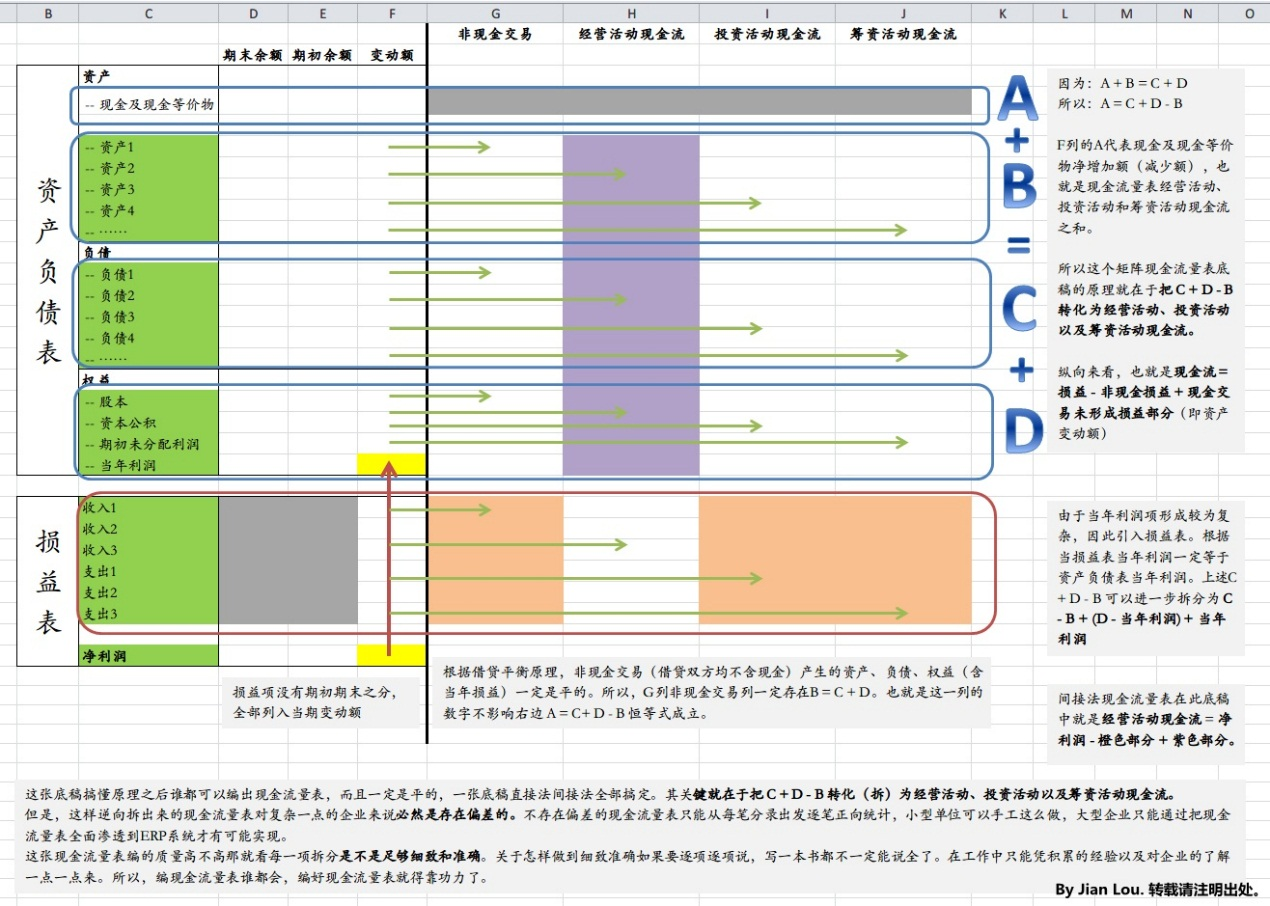 B C D E F G H I J K L M N O
非现金交易 经营活动现金流 投资活动现金流 筹资活动现金流
期末余额 期初余额 变动额
资产负债表
资产
-- 现金及现金等价物
-- 资产1
-- 资产2
-- 资产3
-- 资产4
-- ……
负债
-- 负债1
-- 负债2
-- 负债3
-- 负债4
-- ……
权益
-- 股本
-- 资本公积
-- 期初未分配利润
-- 当年利润
损益表
收入1
收入2
收入3
支出1
支出2
支出3
净利润
A
+
B
=
C
+
D
因为: A + B = C + D
所以: A = C + D - B
F列的A代表现金及现金等价
物净增加额（减少额）, 也
就是现金流量表经营活动、
投资活动和筹资活动现金流
之和。
所以这个矩阵现金流量表底
稿的原理就在于把 C + D - B
转化为经营活动、投资活动
以及筹资活动现金流。
纵向来看, 也就是现金流 =
损益 - 非现金损益 + 现金交
易未形成损益部分（即资产
变动额）
由于当年利润项形成较为复
杂, 因此引入损益表。根据
当损益表当年利润一定等于
资产负债表当年利润。上述C
+ D - B 可以进一步拆分为 C
- B + (D - 当年利润) + 当年
利润
间接法现金流量表在此底稿
中就是经营活动现金流 = 净
利润 - 橙色部分 + 紫色部分。
损益项没有期初期末之分,
全部列入当期变动额
根据借贷平衡原理, 非现金交易（借贷双方均不含现金）产生的资产、负债、权益（含
当年损益）一定是平的。所以, G列非现金交易列一定存在B = C + D。也就是这一列的
数字不影响右边 A = C+ D - B 恒等式成立。
这张底稿搞懂原理之后谁都可以编出现金流量表, 而且一定是平的, 一张底稿直接法间接法全部搞定。其关键就在于把 C + D - B 转化（拆）为经营活动、投资活动以及筹资活动现金流。
但是, 这样逆向拆出来的现金流量表对复杂一点的企业来说必然是存在偏差的。不存在偏差的现金流量表只能从每笔分录出发逐笔正向统计, 小型单位可以手工这么做, 大型企业只能通过把现金
流量表全面渗透到ERP系统才有可能实现。
这张现金流量表编的质量高不高那就看每一项拆分是不是足够细致和准确。关于怎样做到细致准确如果要逐项逐项说, 写一本书都不一定能说全了。在工作中只能凭积累的经验以及对企业的了解
一点一点来。所以, 编现金流量表谁都会, 编好现金流量表就得靠功力了。
By Jian Lou. 转载请注明出处。